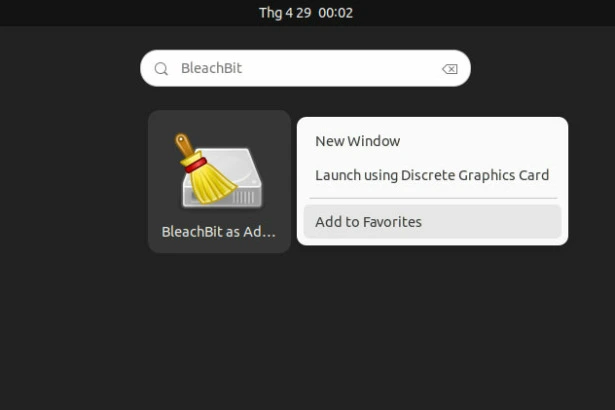 Thg 4 29 00:02
BleachBit
New Window
Launch using Discrete Graphics Card
Add to Favorites
BleachBit as Ad...